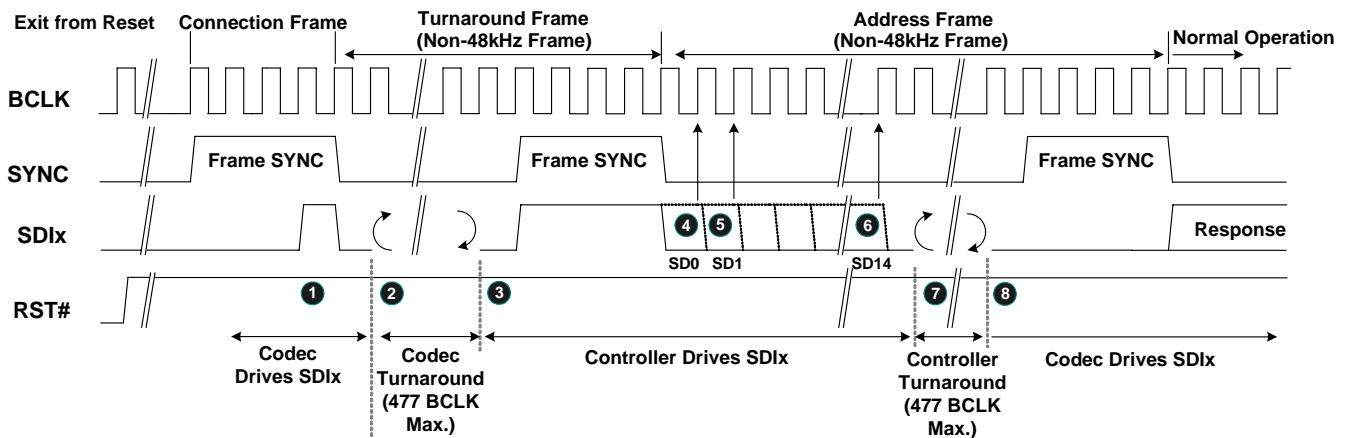 Exit from Reset
Connection Frame
Turnaround Frame
(Non-48kHz Frame)
Address Frame
(Non-48kHz Frame)
Normal Operation
BCLK
SYNC
Frame SYNC
Frame SYNC
Frame SYNC
SDIx
4
5
6
Response
SD0
SD1
SD14
RST#
1
2
3
7
8
Codec
Drives SDIx
Codec
Turnaround
(477 BCLK
Max.)
Controller Drives SDIx
Controller
Turnaround
(477 BCLK
Max.)
Codec Drives SDIx